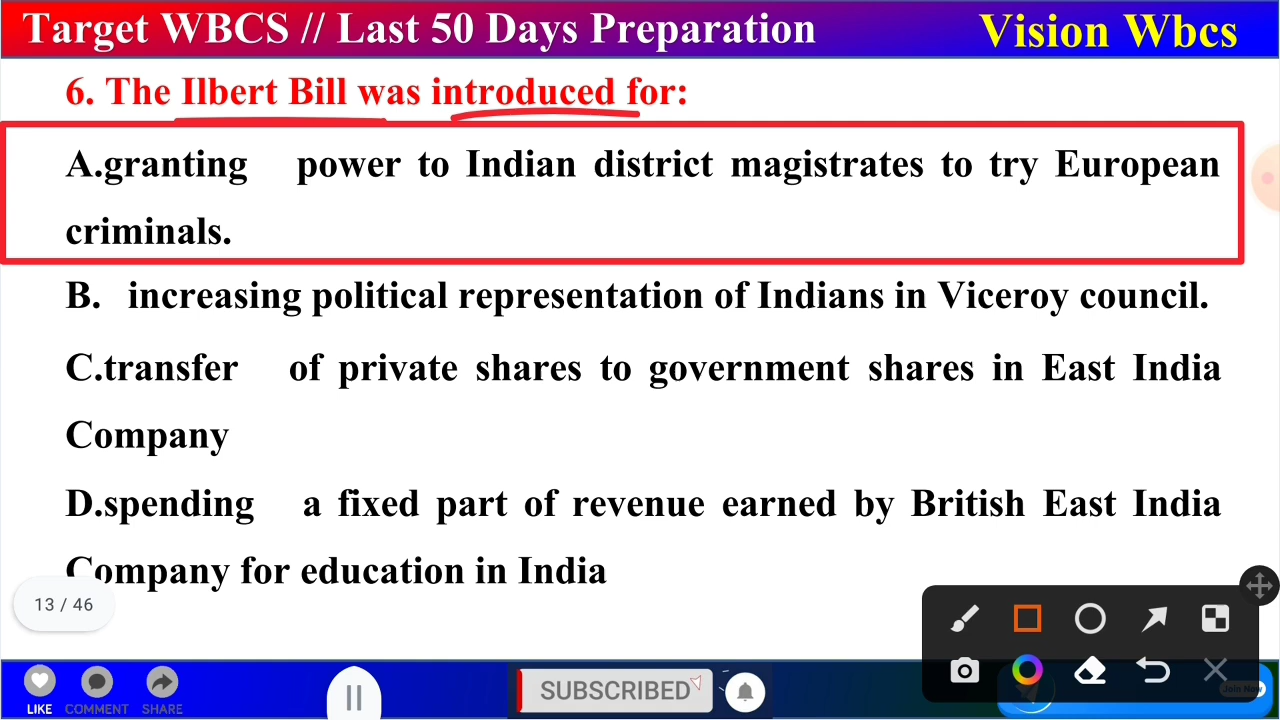 Target WBCS // Last 50 Days Preparation
Vision Wbcs
6. The Ilbert Bill was introduced for:
A.granting power to Indian district magistrates to try European
criminals.
B. increasing political representation of Indians in Viceroy council.
C.transfer of private shares to government shares in East India
Company
D.spending a fixed part of revenue earned by British East India
Company for education in India
13 / 46
LIKE COMMENT SHARE
SUBSCRIBED
Join Now